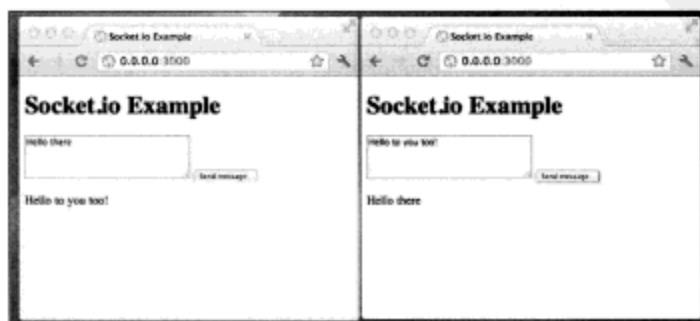 Socket.io Example
0.0.0.0:3000
Socket.io Example
Hello there
Send message
Hello to you too!
Socket.io Example
0.0.0.0:3000
Socket.io Example
Hello to you too!
Send message
Hello there